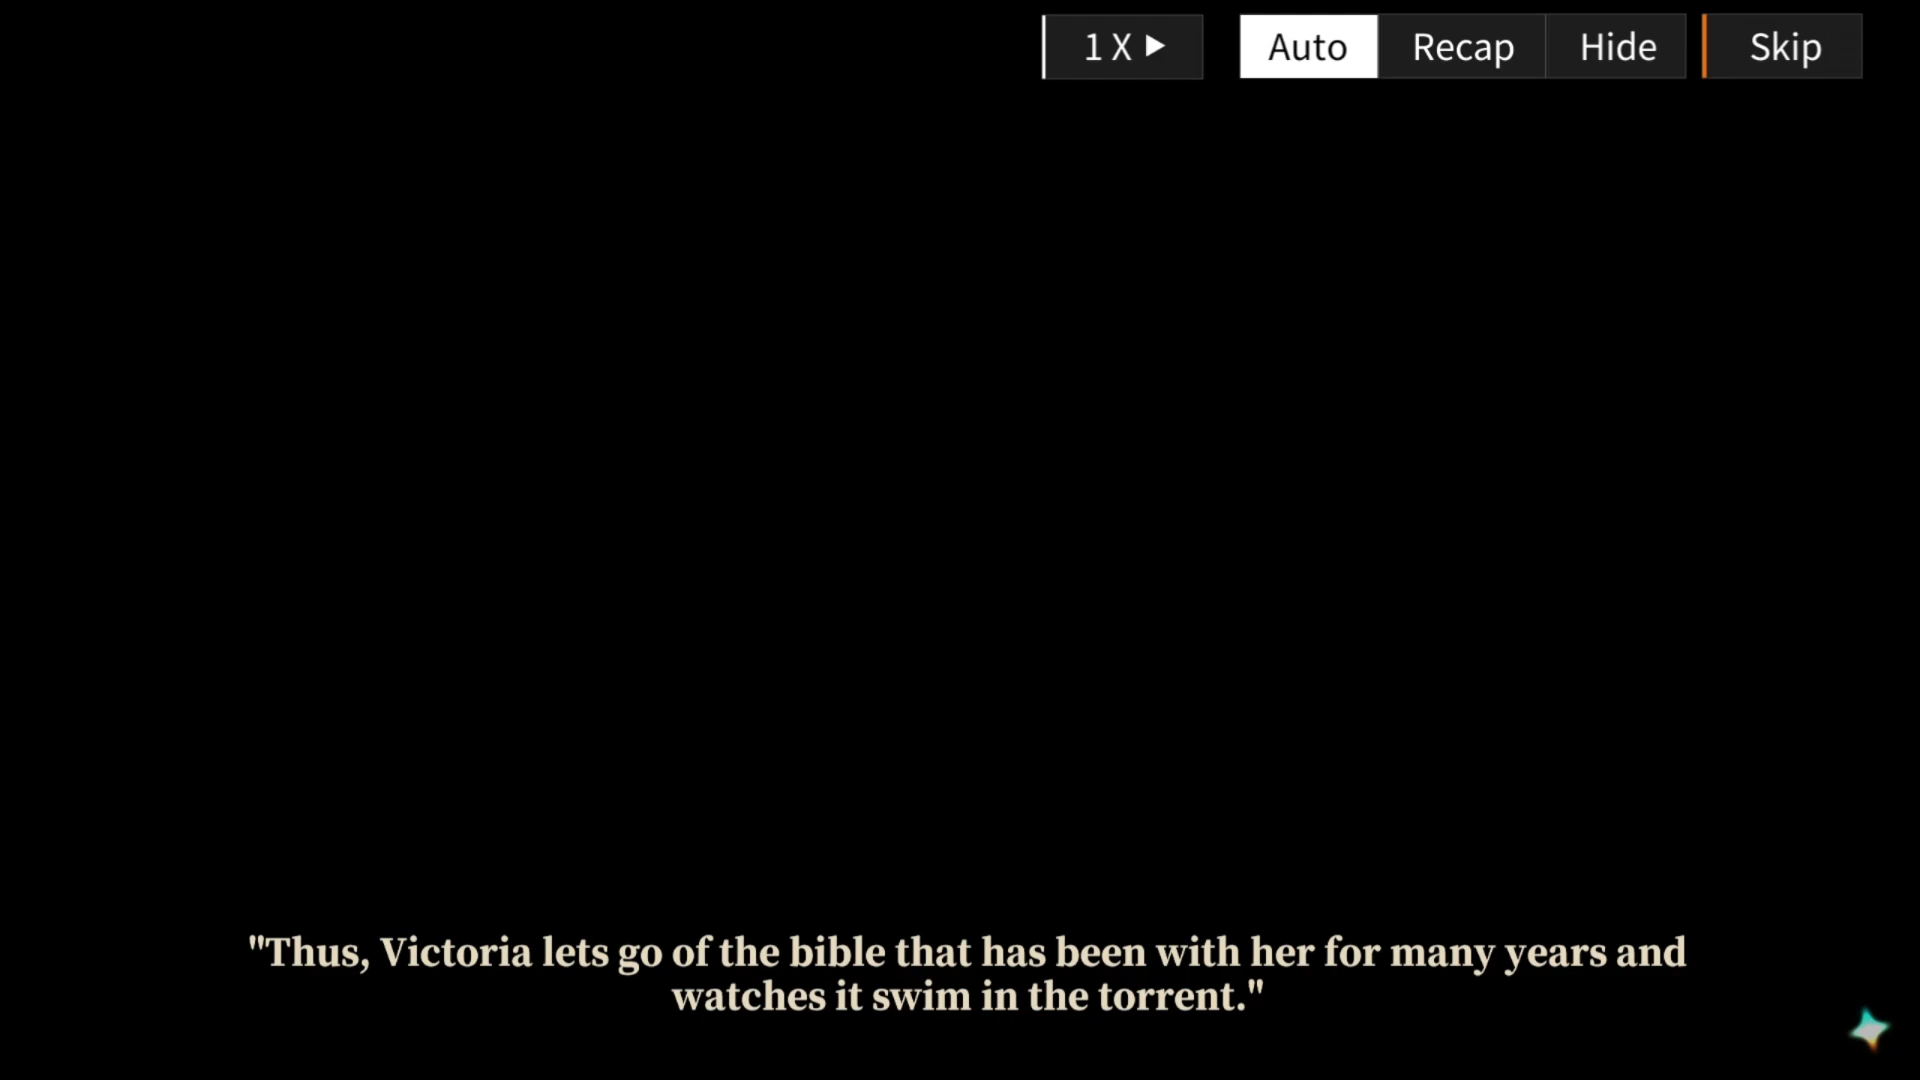 1 X ▶ Auto Recap Hide Skip
"Thus, Victoria lets go of the bible that has been with her for many years and
watches it swim in the torrent."